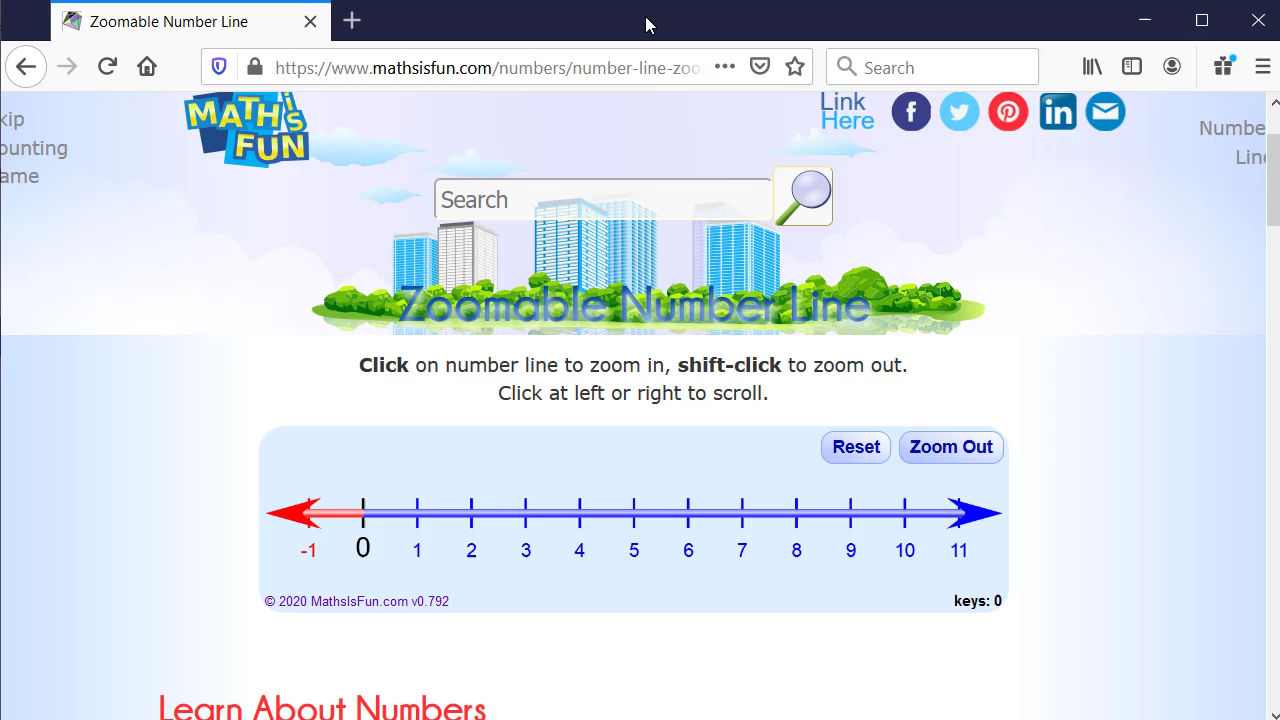 Zoomable Number Line
https://www.mathsisfun.com/numbers/number-line-zoo
Search
kip
ounting
ame
MATH
iS
FUN
Link
Here
Numbe
Line
Search
Zoomable Number Line
Click on number line to zoom in, shift-click to zoom out.
Click at left or right to scroll.
Reset Zoom Out
-1 0 1 2 3 4 5 6 7 8 9 10 11
© 2020 MathsIsFun.com v0.792
keys: 0
Learn About Numbers